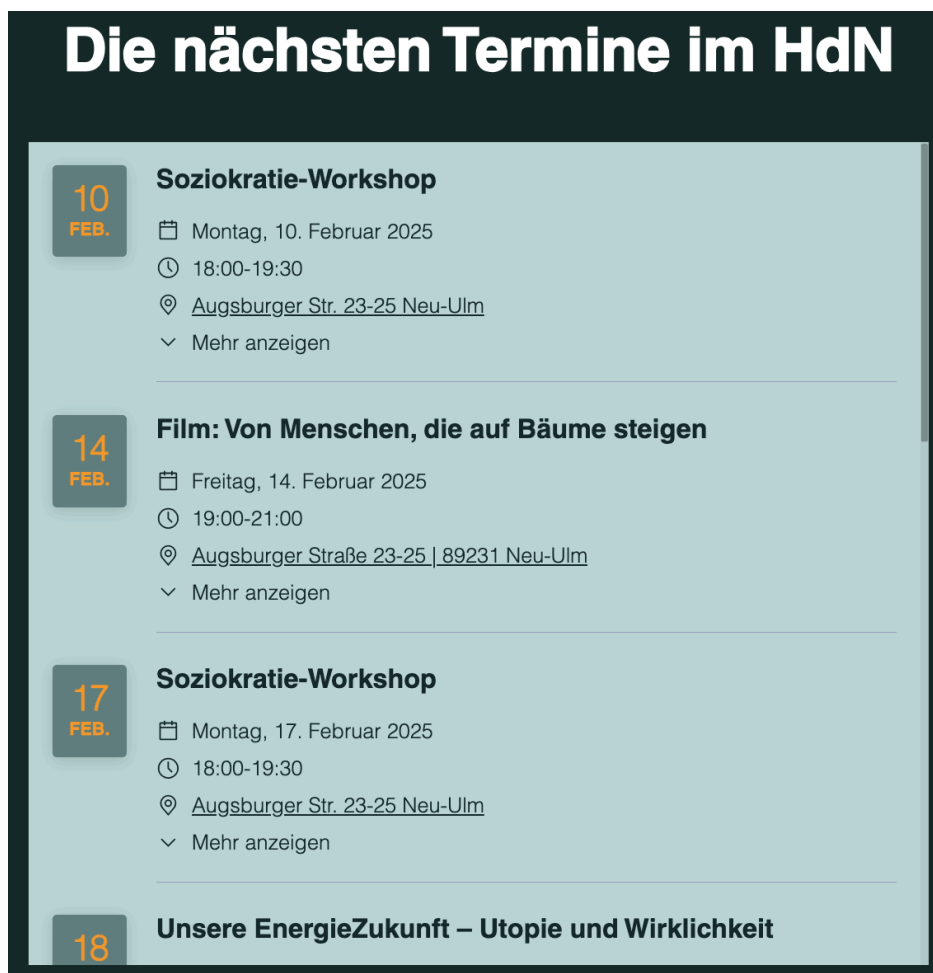 Die nächsten Termine im HdN
10
FEB.
Soziokratie-Workshop
Montag, 10. Februar 2025
18:00-19:30
Augsburger Str. 23-25 Neu-Ulm
Mehr anzeigen
14
FEB.
Film: Von Menschen, die auf Bäume steigen
Freitag, 14. Februar 2025
19:00-21:00
Augsburger Straße 23-25 | 89231 Neu-Ulm
Mehr anzeigen
17
FEB.
Soziokratie-Workshop
Montag, 17. Februar 2025
18:00-19:30
Augsburger Str. 23-25 Neu-Ulm
Mehr anzeigen
18
Unsere EnergieZukunft – Utopie und Wirklichkeit